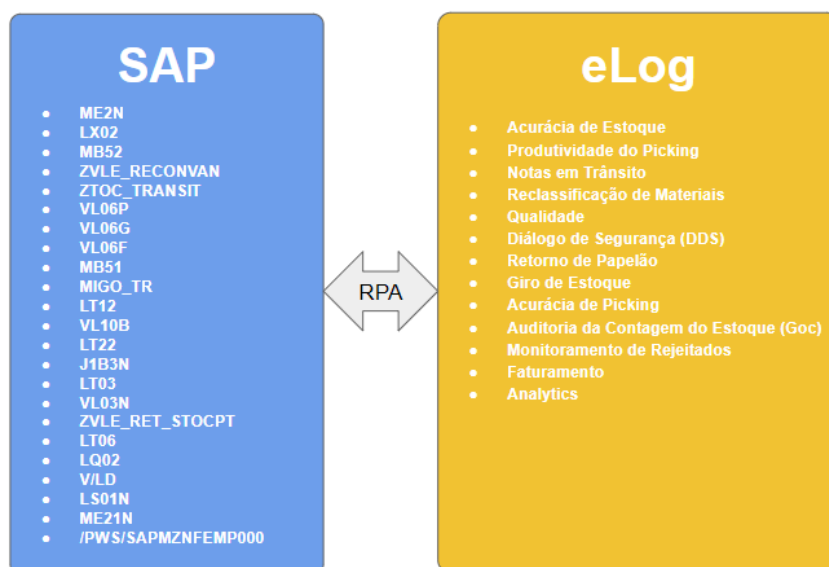 SAP
ME2N
LX02
MB52
ZVLE_RECONVAN
ZTOC_TRANSIT
VL06P
VL06G
VL06F
MB51
MIGO_TR
LT12
VL10B
LT22
J1B3N
LT03
VL03N
ZVLE_RET_STOCPT
LT06
LQ02
V/LD
LS01N
ME21N
/PWS/SAPMZNFEMP000
RPA
eLog
Acurácia de Estoque
Produtividade do Picking
Notas em Trânsito
Reclassificação de Materiais
Qualidade
Diálogo de Segurança (DDS)
Retorno de Papelão
Giro de Estoque
Acurácia de Picking
Auditoria da Contagem do Estoque (Goc)
Monitoramento de Rejeitados
Faturamento
Analytics